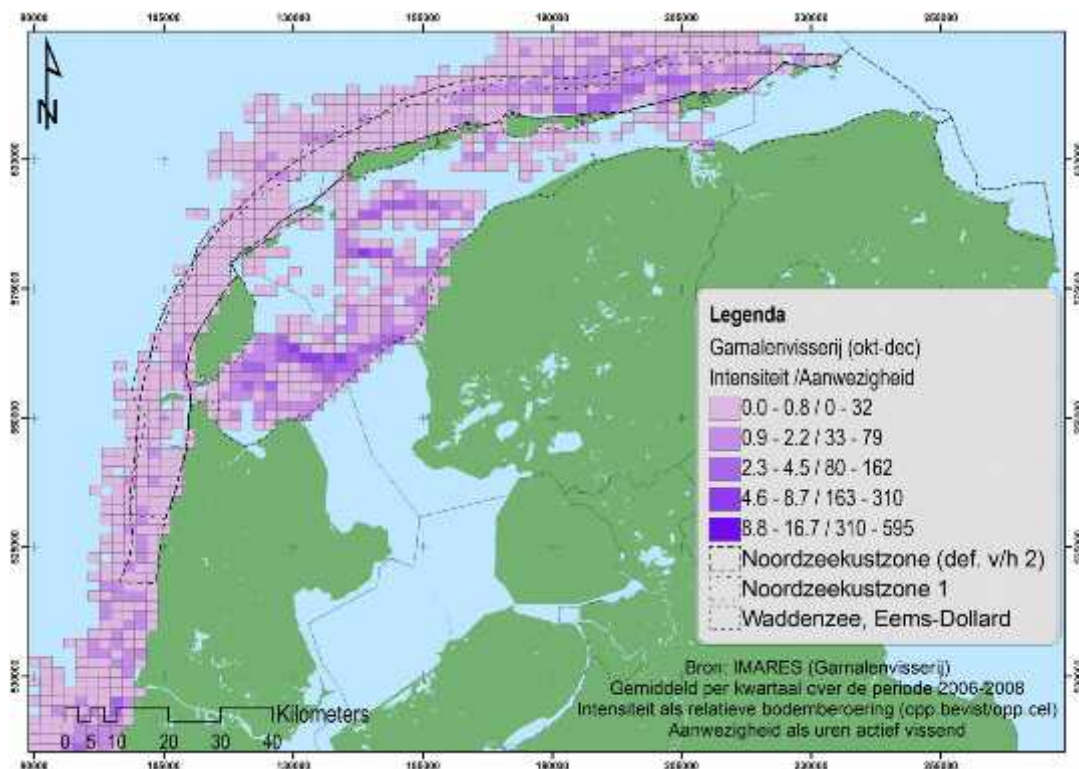 N
Legenda
Garnalenvisserij (okt-dec)
Intensiteit /Aanwezigheid
0.0 - 0.8 / 0 - 32
0.9 - 2.2 / 33 - 79
2.3 - 4.5 / 80 - 162
4.6 - 8.7 / 163 - 310
8.8 - 16.7 / 310 - 595
Noordzeekustzone (def. v/h 2)
Noordzeekustzone 1
Waddenzee, Eems-Dollard
Bron: IMARES (Garnalenvisserij)
Gemiddeld per kwartaal over de periode 2006-2008
Intensiteit als relatieve bodemberoering (opp.bevist/opp.cel)
Aanwezigheid als uren actief vissend
Kilometers
0 5 10 20 30 40